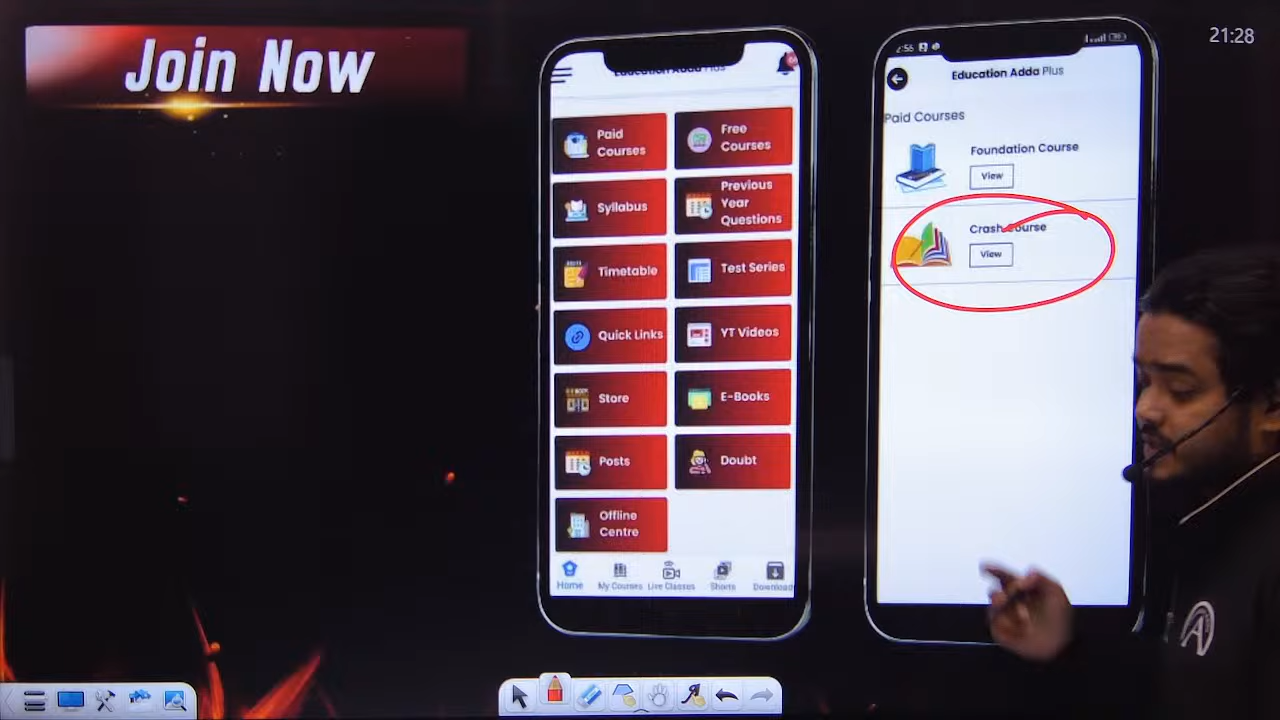 Join Now
21:28
Education Adda Plus
Paid
Courses
Free
Courses
Syllabus
Previous
Year
Questions
Timetable
Test Series
Quick Links
YT Videos
Store
E-Books
Posts
Doubt
Offline
Centre
Home
My Courses
Live Classes
Shorts
Download
2:56
Education Adda Plus
Paid Courses
Foundation Course
View
Crash Course
View